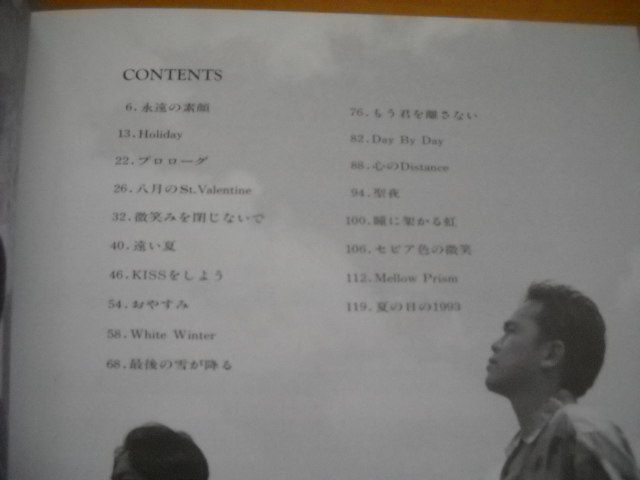 CONTENTS
6.永遠の素顔
13.Holiday
22.プロローグ
26.八月のSt.Valentine
32.微笑みを閉じないで
40.遠い夏
46.KISSをしよう
54.おやすみ
58.White Winter
68.最後の雪が降る
76.もう君を離さない
82.Day By Day
88.心のDistance
94.聖夜
100.瞳に架かる虹
106.セピア色の微笑
112.Mellow Prism
119.夏の日の1993